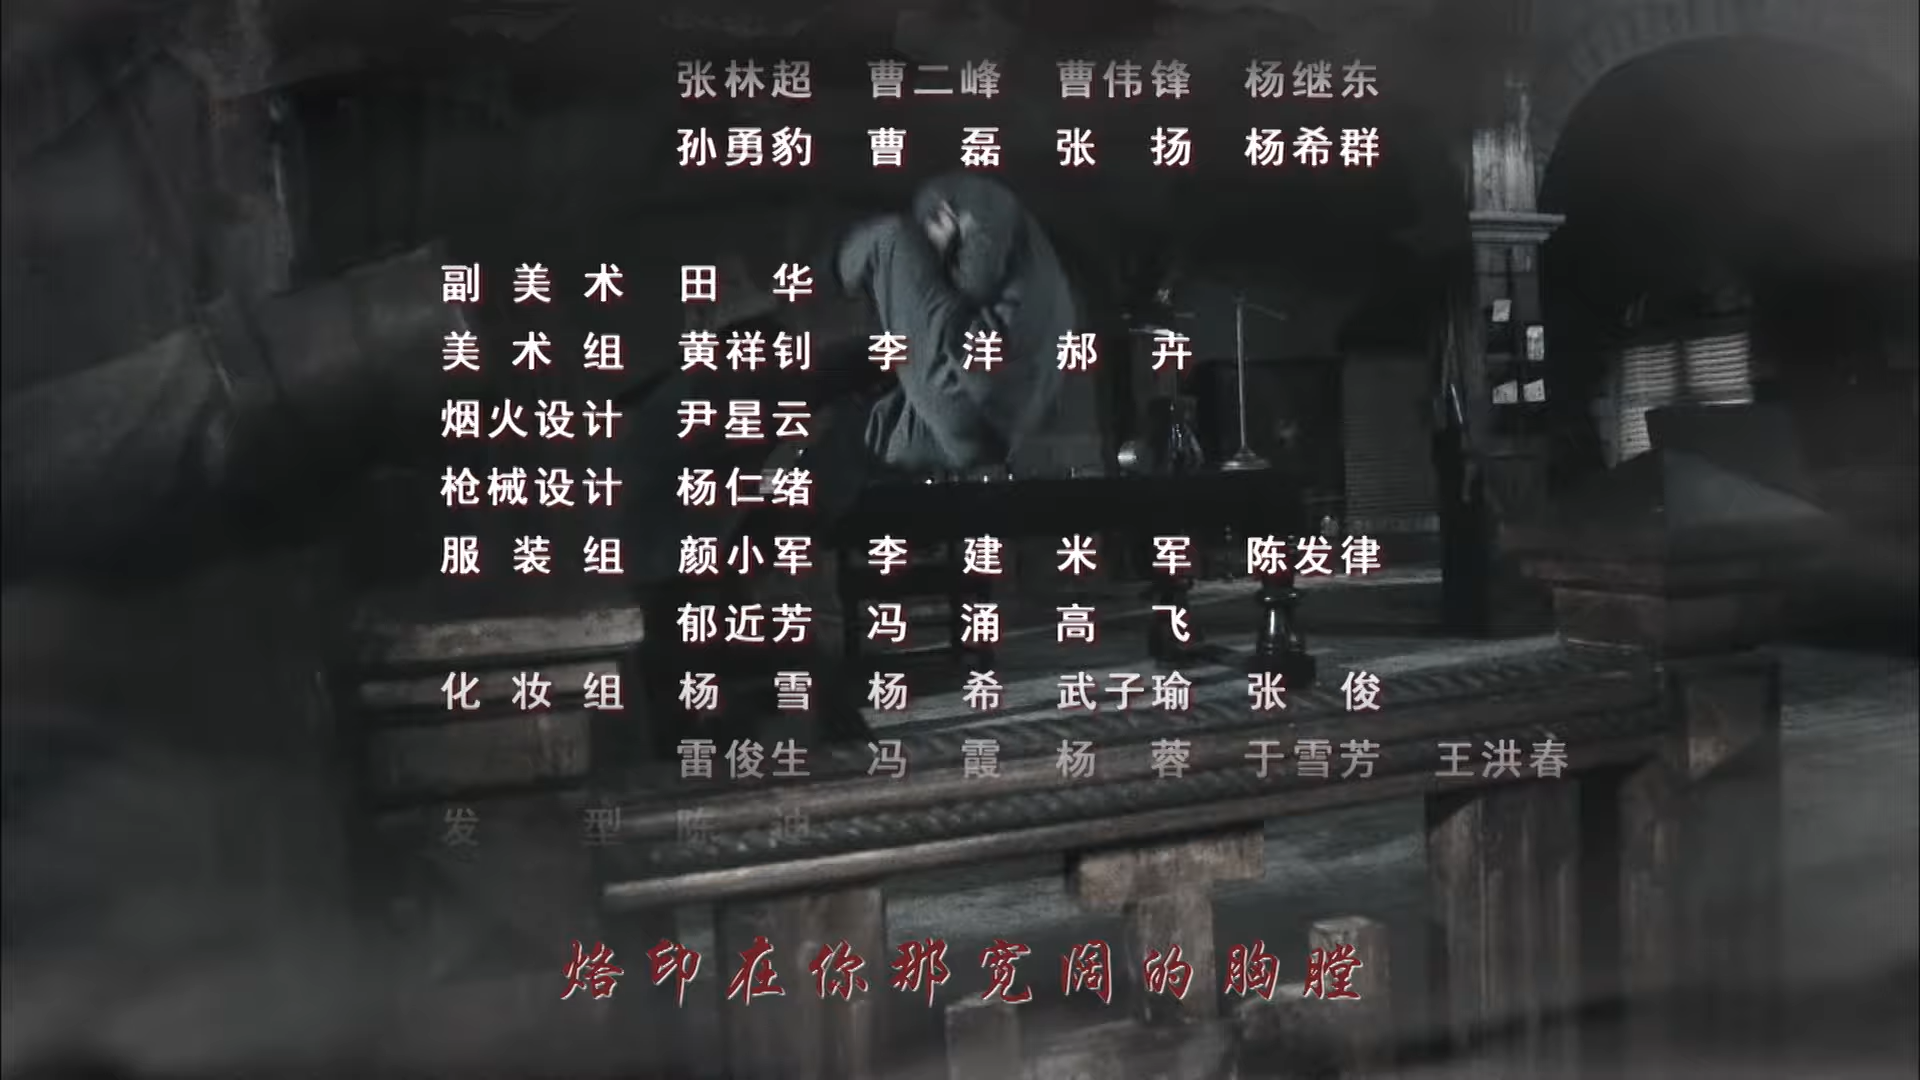 张林超 曹二峰 曹伟锋 杨继东
孙勇豹 曹磊 张扬 杨希群
副美术 田华
美术组 黄祥钊 李洋 郝卉
烟火设计 尹星云
枪械设计 杨仁绪
服装组 颜小军 李建 米军 陈发律
郁近芳 冯涌 高飞
化妆组 杨雪 杨希 武子瑜 张俊
雷俊生 冯霞 杨蓉 于雪芳 王洪春
发型 陈迪
烙印在你那宽阔的胸膛